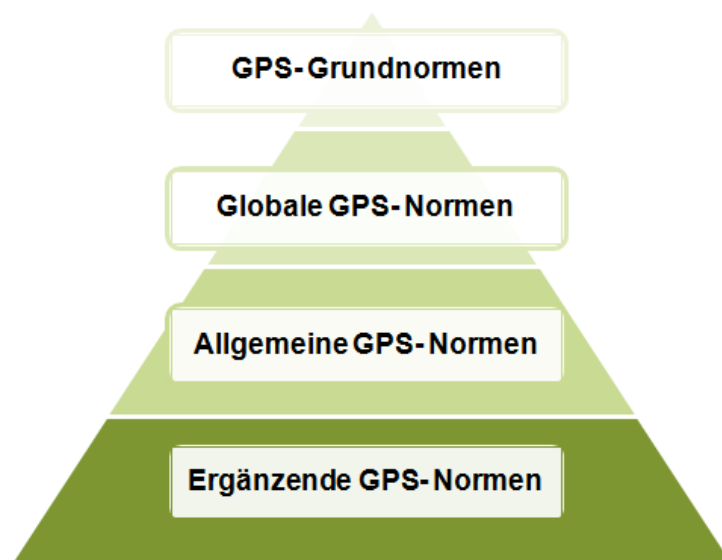 GPS-Grundnormen
Globale GPS-Normen
Allgemeine GPS-Normen
Ergänzende GPS-Normen